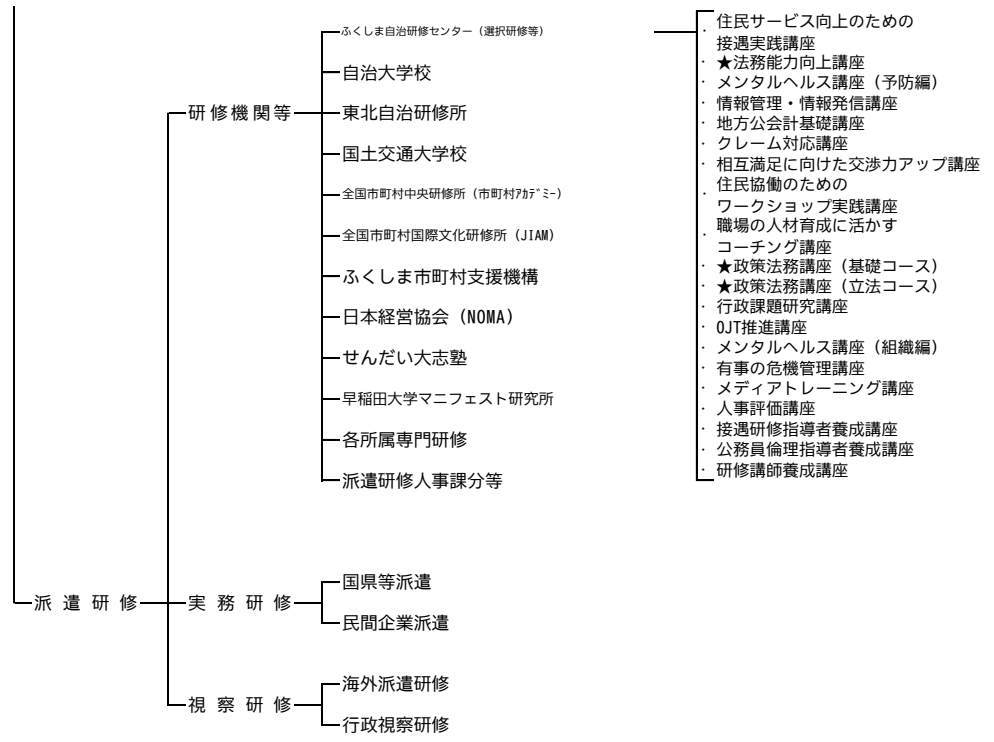 ふくしま自治研修センター（選択研修等）
自治大学校
研修機関等
東北自治研修所
国土交通大学校
全国市町村中央研修所（市町村ｱｶﾃﾞﾐｰ)
全国市町村国際文化研修所（JIAM)
ふくしま市町村支援機構
日本経営協会（NOMA)
せんだい大志塾
早稲田大学マニフェスト研究所
各所属専門研修
派遣研修人事課分等
・住民サービス向上のための
接遇実践講座
・★法務能力向上講座
・メンタルヘルス講座（予防編）
・情報管理・情報発信講座
・地方公会計基礎講座
・クレーム対応講座
・相互満足に向けた交渉力アップ講座
・住民協働のための
ワークショップ実践講座
・職場の人材育成に活かす
コーチング講座
・★政策法務講座（基礎コース）
・★政策法務講座（立法コース）
・行政課題研究講座
・OJT推進講座
・メンタルヘルス講座（組織編）
・有事の危機管理講座
・メディアトレーニング講座
・人事評価講座
・接遇研修指導者養成講座
・公務員倫理指導者養成講座
・研修講師養成講座
派遣研修
実務研修
国県等派遣
民間企業派遣
視察研修
海外派遣研修
行政視察研修